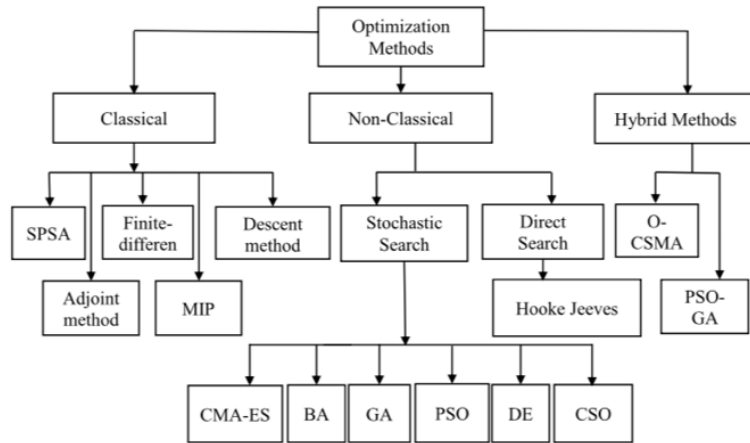 Optimization
Methods
Classical
Non-Classical
Hybrid Methods
SPSA
Finite-
differen
Descent
method
Stochastic
Search
Direct
Search
O-
CSMA
Adjoint
method
MIP
Hooke Jeeves
PSO-
GA
CMA-ES
BA
GA
PSO
DE
CSO